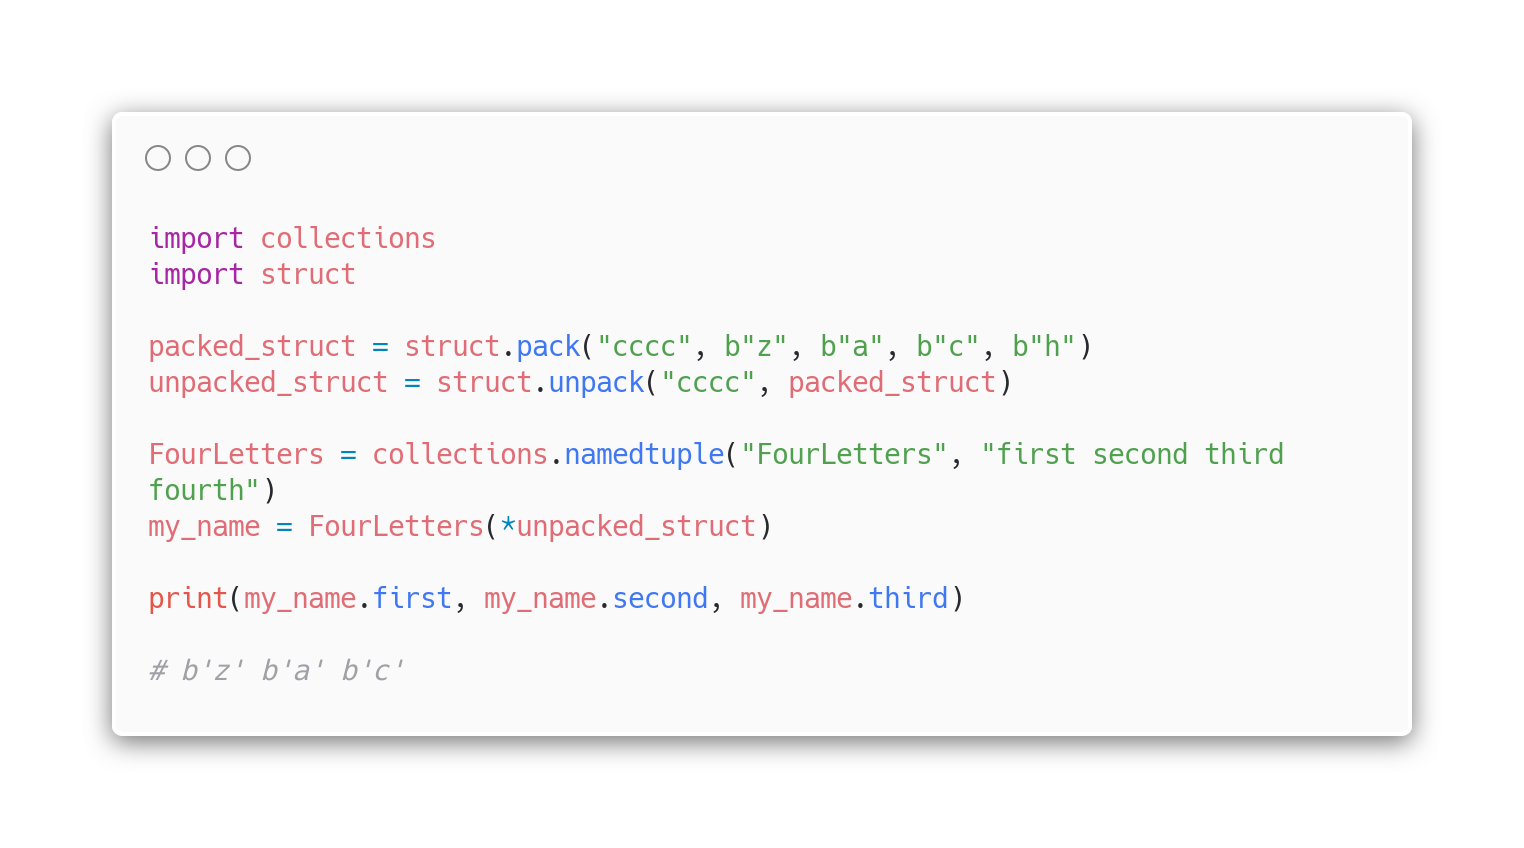 import collections
import struct
packed_struct = struct.pack("cccc", b"z", b"a", b"c", b"h")
unpacked_struct = struct.unpack("cccc", packed_struct)
FourLetters = collections.namedtuple("FourLetters", "first second third
fourth")
my_name = FourLetters(*unpacked_struct)
print(my_name.first, my_name.second, my_name.third)
# b'z' b'a' b'c'